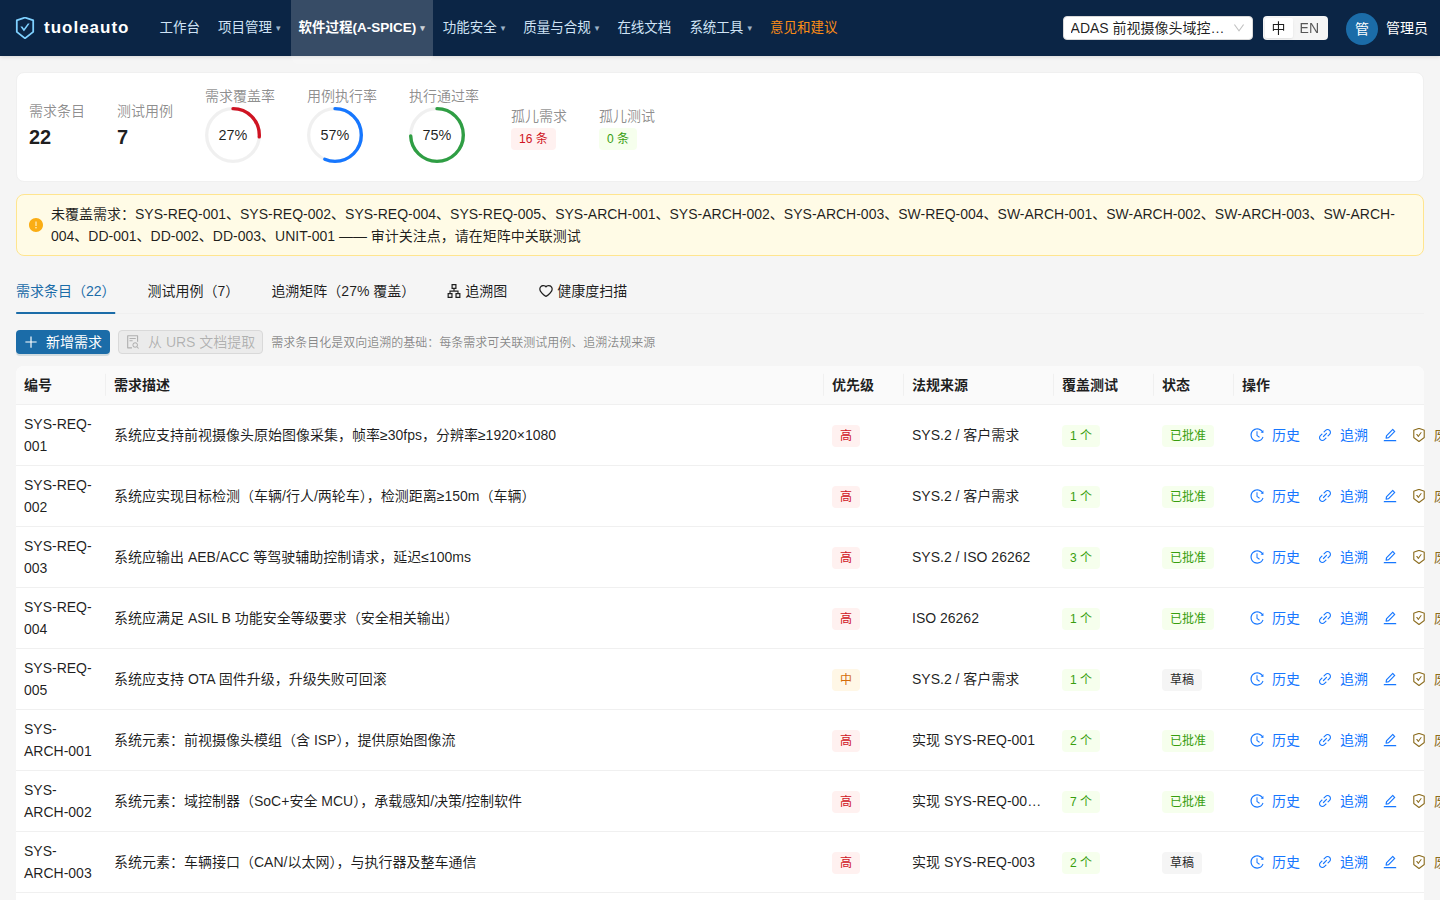 tuoleauto 工作台 项目管理 软件过程(A-SPICE) 功能安全 质量与合规 在线文档 系统工具 意见和建议 ADAS 前视摄像头域控... 中 EN 管 管理员
需求条目 测试用例 需求覆盖率 用例执行率 执行通过率 孤儿需求 孤儿测试
22 7 27% 57% 75% 16 条 0 条
未覆盖需求：SYS-REQ-001、SYS-REQ-002、SYS-REQ-004、SYS-REQ-005、SYS-ARCH-001、SYS-ARCH-002、SYS-ARCH-003、SW-REQ-004、SW-ARCH-001、SW-ARCH-002、SW-ARCH-003、SW-ARCH-
004、DD-001、DD-002、DD-003、UNIT-001 —— 审计关注点，请在矩阵中关联测试
需求条目（22） 测试用例（7） 追溯矩阵（27% 覆盖） 追溯图 健康度扫描
新增需求 从 URS 文档提取 需求条目化是双向追溯的基础：每条需求可关联测试用例、追溯法规来源
编号 需求描述 优先级 法规来源 覆盖测试 状态 操作
SYS-REQ-
001 系统应支持前视摄像头原始图像采集，帧率≥30fps，分辨率≥1920×1080 高 SYS.2 / 客户需求 1 个 已批准 历史 追溯
SYS-REQ-
002 系统应实现目标检测（车辆/行人/两轮车），检测距离≥150m（车辆） 高 SYS.2 / 客户需求 1 个 已批准 历史 追溯
SYS-REQ-
003 系统应输出 AEB/ACC 等驾驶辅助控制请求，延迟≤100ms 高 SYS.2 / ISO 26262 3 个 已批准 历史 追溯
SYS-REQ-
004 系统应满足 ASIL B 功能安全等级要求（安全相关输出） 高 ISO 26262 1 个 已批准 历史 追溯
SYS-REQ-
005 系统应支持 OTA 固件升级，升级失败可回滚 中 SYS.2 / 客户需求 1 个 草稿 历史 追溯
SYS-
ARCH-001 系统元素：前视摄像头模组（含 ISP），提供原始图像流 高 实现 SYS-REQ-001 2 个 已批准 历史 追溯
SYS-
ARCH-002 系统元素：域控制器（SoC+安全 MCU），承载感知/决策/控制软件 高 实现 SYS-REQ-00... 7 个 已批准 历史 追溯
SYS-
ARCH-003 系统元素：车辆接口（CAN/以太网），与执行器及整车通信 高 实现 SYS-REQ-003 2 个 草稿 历史 追溯